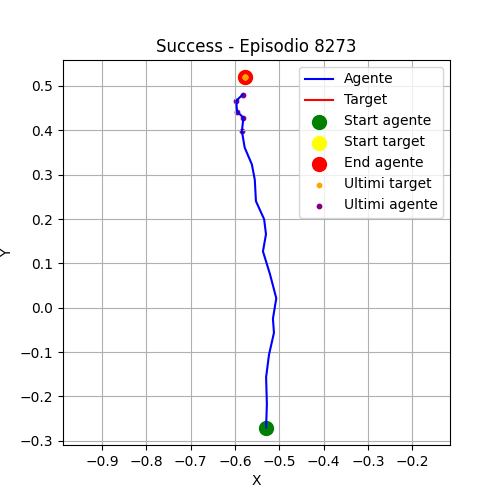 Success - Episodio 8273
Agente
Target
Start agente
Start target
End agente
Ultimi target
Ultimi agente
Y
0.5
0.4
0.3
0.2
0.1
0.0
−0.1
−0.2
−0.3
−0.9 −0.8 −0.7 −0.6 −0.5 −0.4 −0.3 −0.2
X